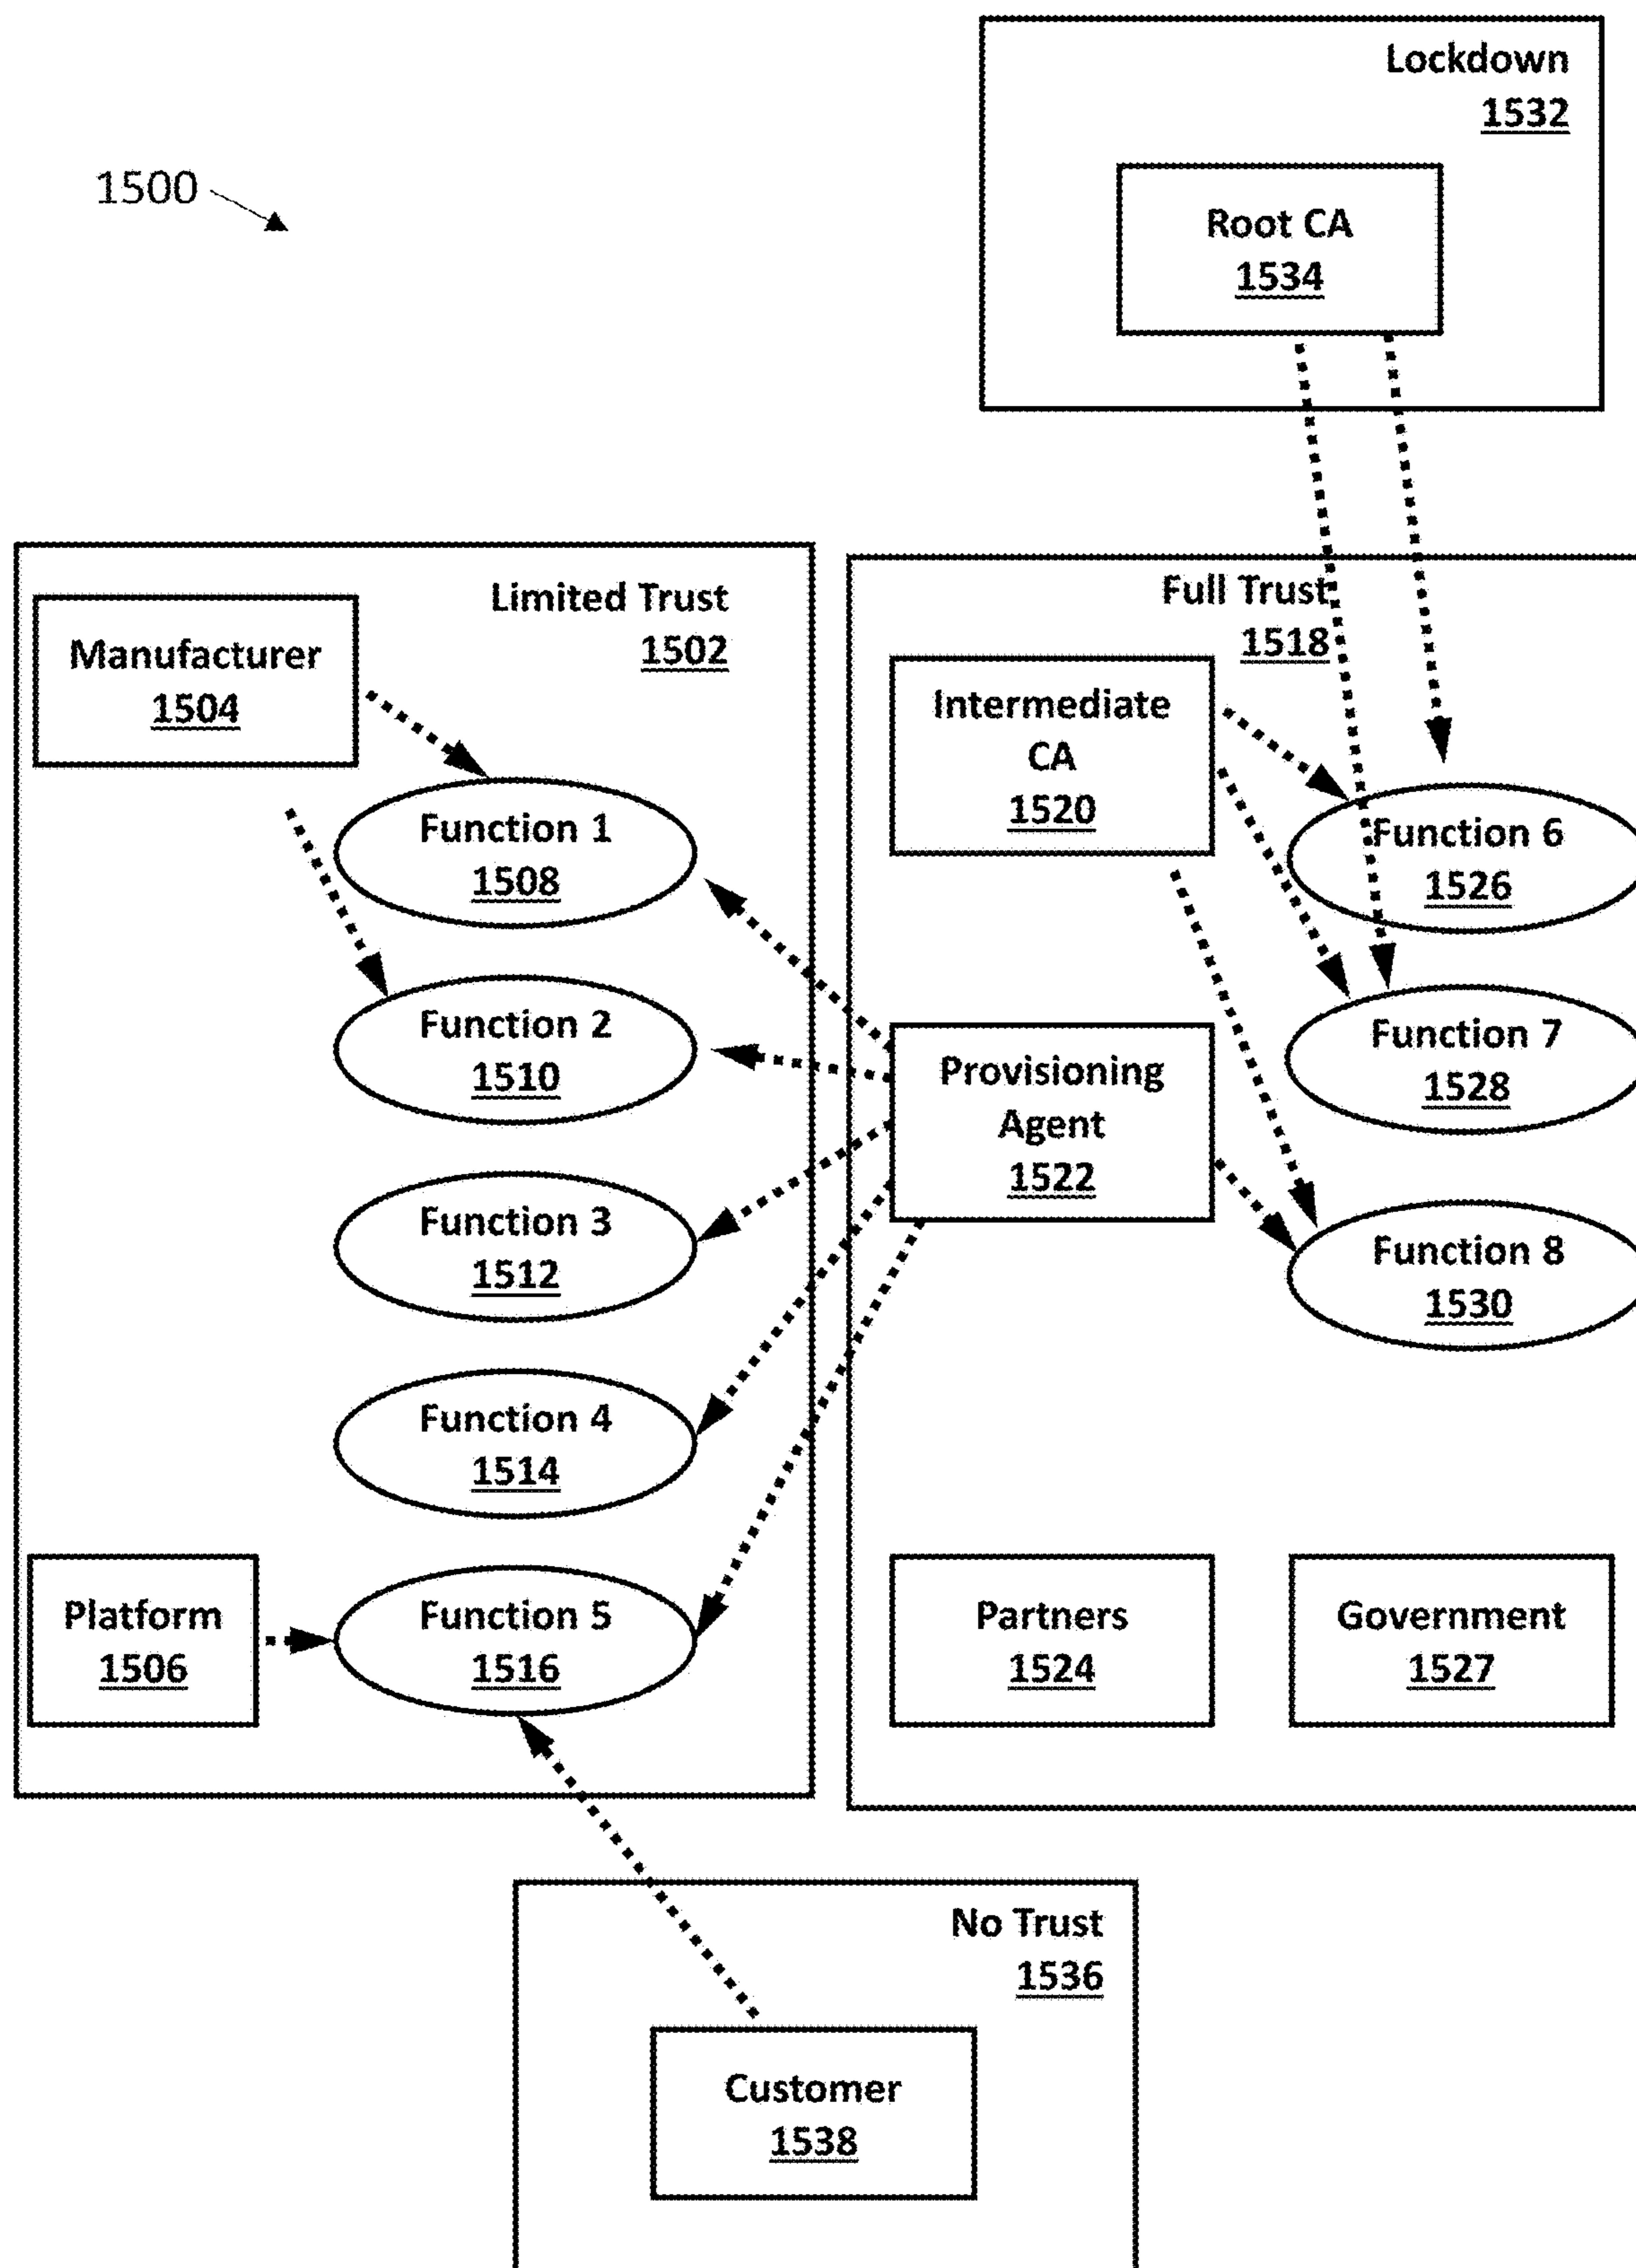 Lockdown
1532
1500
Root CA
1534
Limited Trust
1502
Manufacturer
1504
Function 1
1508
Function 2
1510
Function 3
1512
Function 4
1514
Platform
1506
Function 5
1516
Full Trust
1518
Intermediate
CA
1520
Function 6
1526
Function 7
1528
Provisioning
Agent
1522
Function 8
1530
Partners
1524
Government
1527
No Trust
1536
Customer
1538